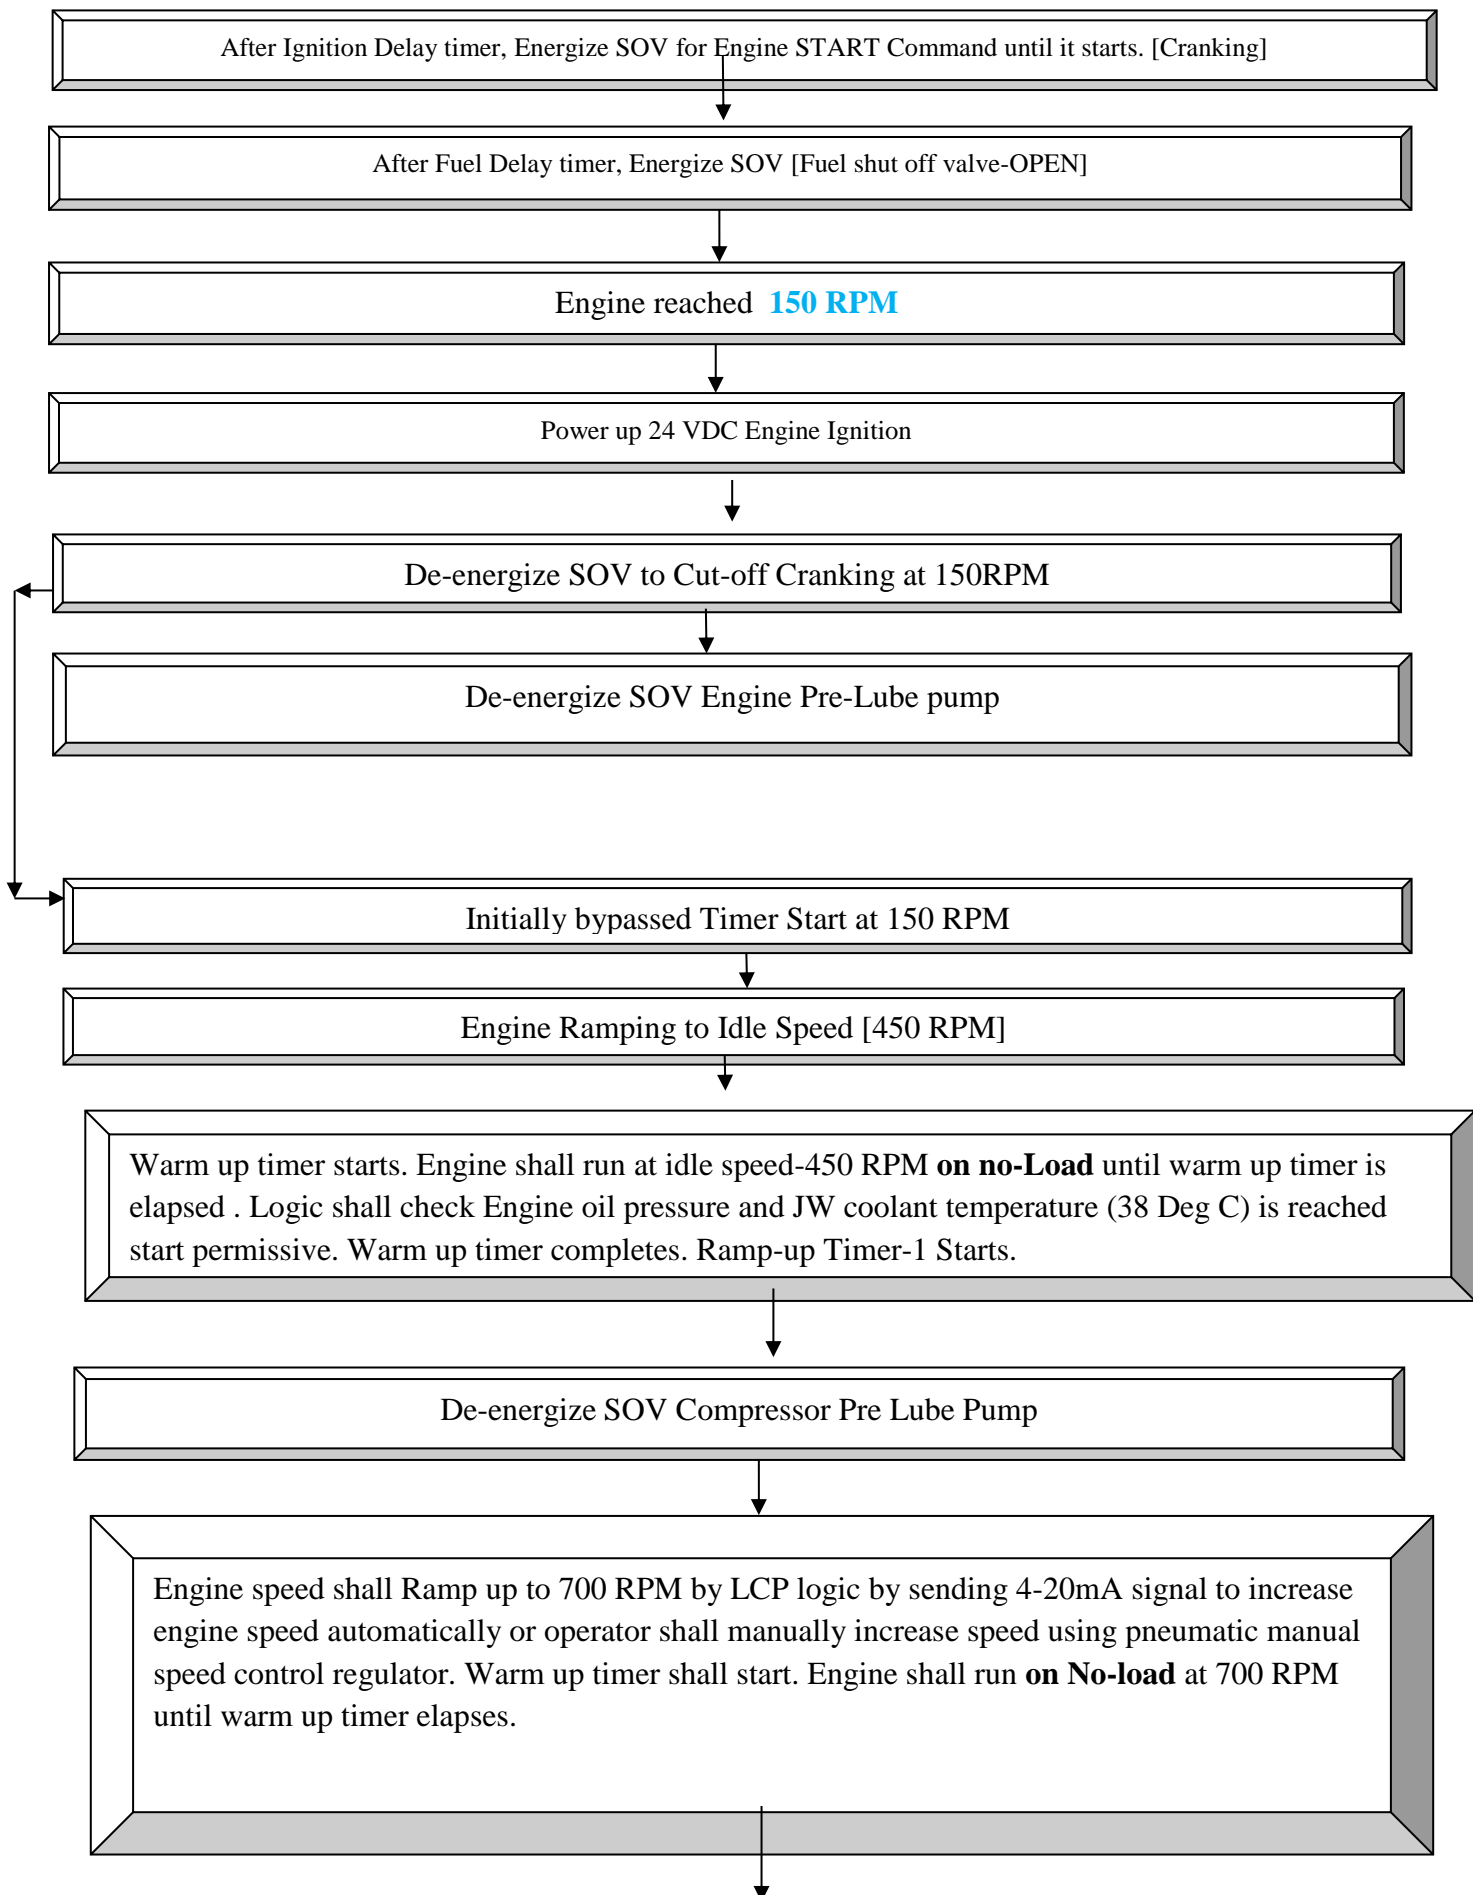 After Ignition Delay timer, Energize SOV for Engine START Command until it starts. [Cranking]
After Fuel Delay timer, Energize SOV [Fuel shut off valve-OPEN]
Engine reached 150 RPM
Power up 24 VDC Engine Ignition
De-energize SOV to Cut-off Cranking at 150RPM
De-energize SOV Engine Pre-Lube pump
Initially bypassed Timer Start at 150 RPM
Engine Ramping to Idle Speed [450 RPM]
Warm up timer starts. Engine shall run at idle speed-450 RPM on no-Load until warm up timer is
elapsed . Logic shall check Engine oil pressure and JW coolant temperature (38 Deg C) is reached
start permissive. Warm up timer completes. Ramp-up Timer-1 Starts.
De-energize SOV Compressor Pre Lube Pump
Engine speed shall Ramp up to 700 RPM by LCP logic by sending 4-20mA signal to increase
engine speed automatically or operator shall manually increase speed using pneumatic manual
speed control regulator. Warm up timer shall start. Engine shall run on No-load at 700 RPM
until warm up timer elapses.